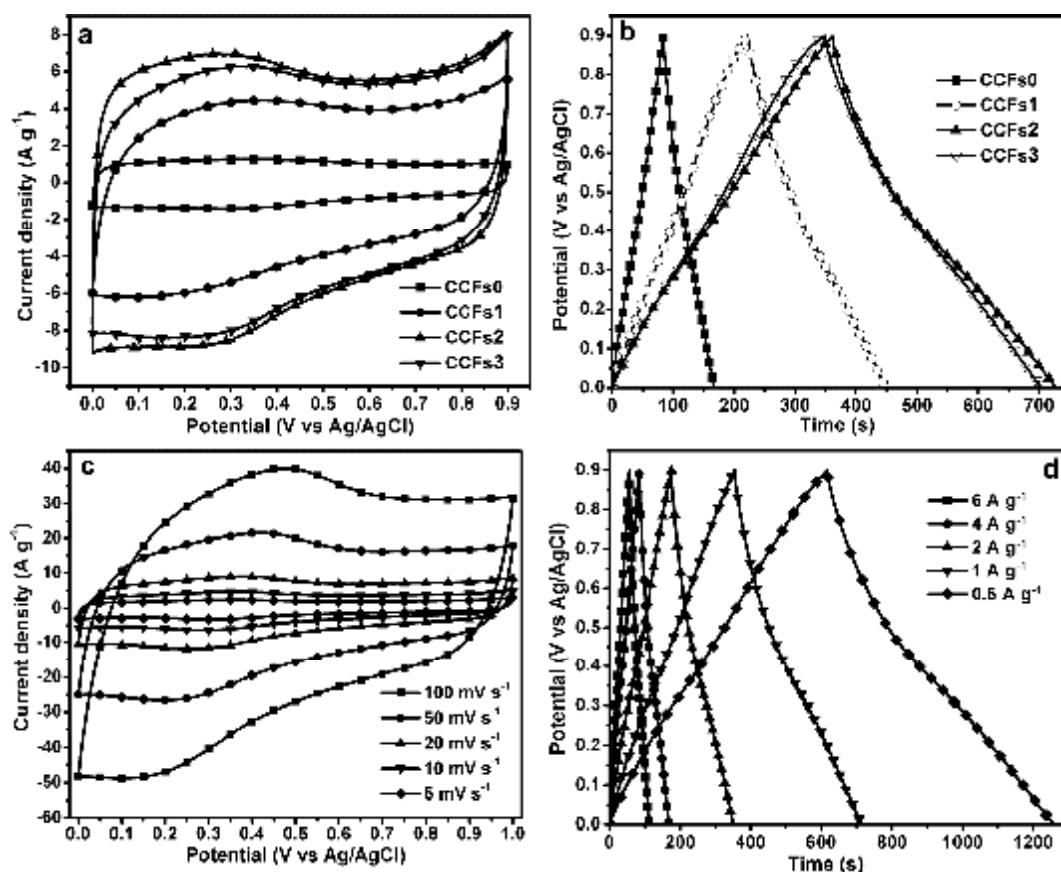 a
8
6
4
2
0
-2
-4
-6
-8
-10
Current density (A g⁻¹)
CCFs0
CCFs1
CCFs2
CCFs3
0.0 0.1 0.2 0.3 0.4 0.5 0.6 0.7 0.8 0.9
Potential (V vs Ag/AgCl)
b
0.9
0.8
0.7
0.6
0.5
0.4
0.3
0.2
0.1
0.0
Potential (V vs Ag/AgCl)
CCFs0
CCFs1
CCFs2
CCFs3
0 100 200 300 400 500 600 700
Time (s)
c
40
30
20
10
0
-10
-20
-30
-40
-50
-60
Current density (A g⁻¹)
100 mV s⁻¹
50 mV s⁻¹
20 mV s⁻¹
10 mV s⁻¹
5 mV s⁻¹
0.0 0.1 0.2 0.3 0.4 0.5 0.6 0.7 0.8 0.9 1.0
Potential (V vs Ag/AgCl)
d
0.9
0.8
0.7
0.6
0.5
0.4
0.3
0.2
0.1
0.0
Potential (V vs Ag/AgCl)
6 A g⁻¹
4 A g⁻¹
2 A g⁻¹
1 A g⁻¹
0.5 A g⁻¹
0 200 400 600 800 1000 1200
Time (s)